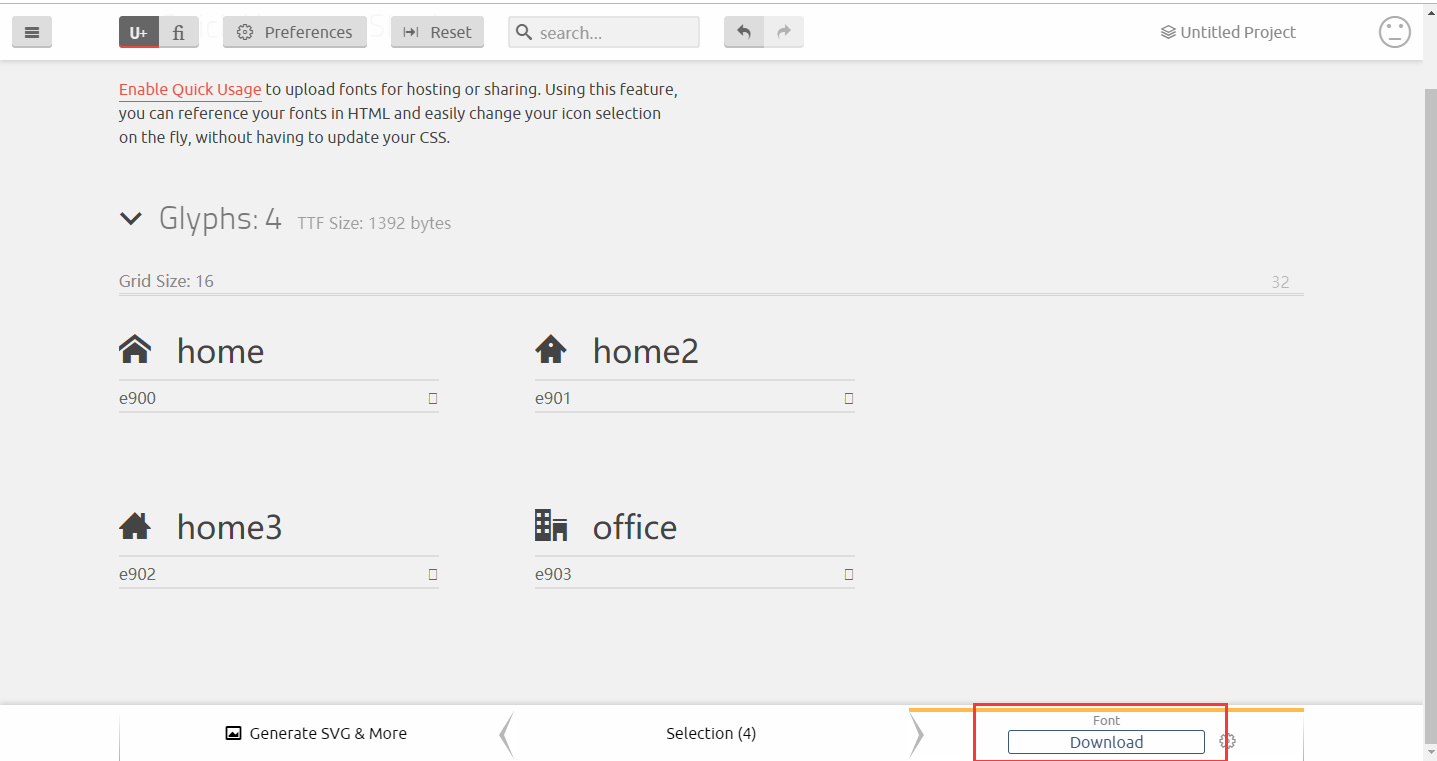 U+ fi Preferences Reset search... Untitled Project
Enable Quick Usage to upload fonts for hosting or sharing. Using this feature,
you can reference your fonts in HTML and easily change your icon selection
on the fly, without having to update your CSS.
Glyphs: 4 TTF Size: 1392 bytes
Grid Size: 16 32
home home2
e900 e901
home3 office
e902 e903
Font
Generate SVG & More Selection (4) Download